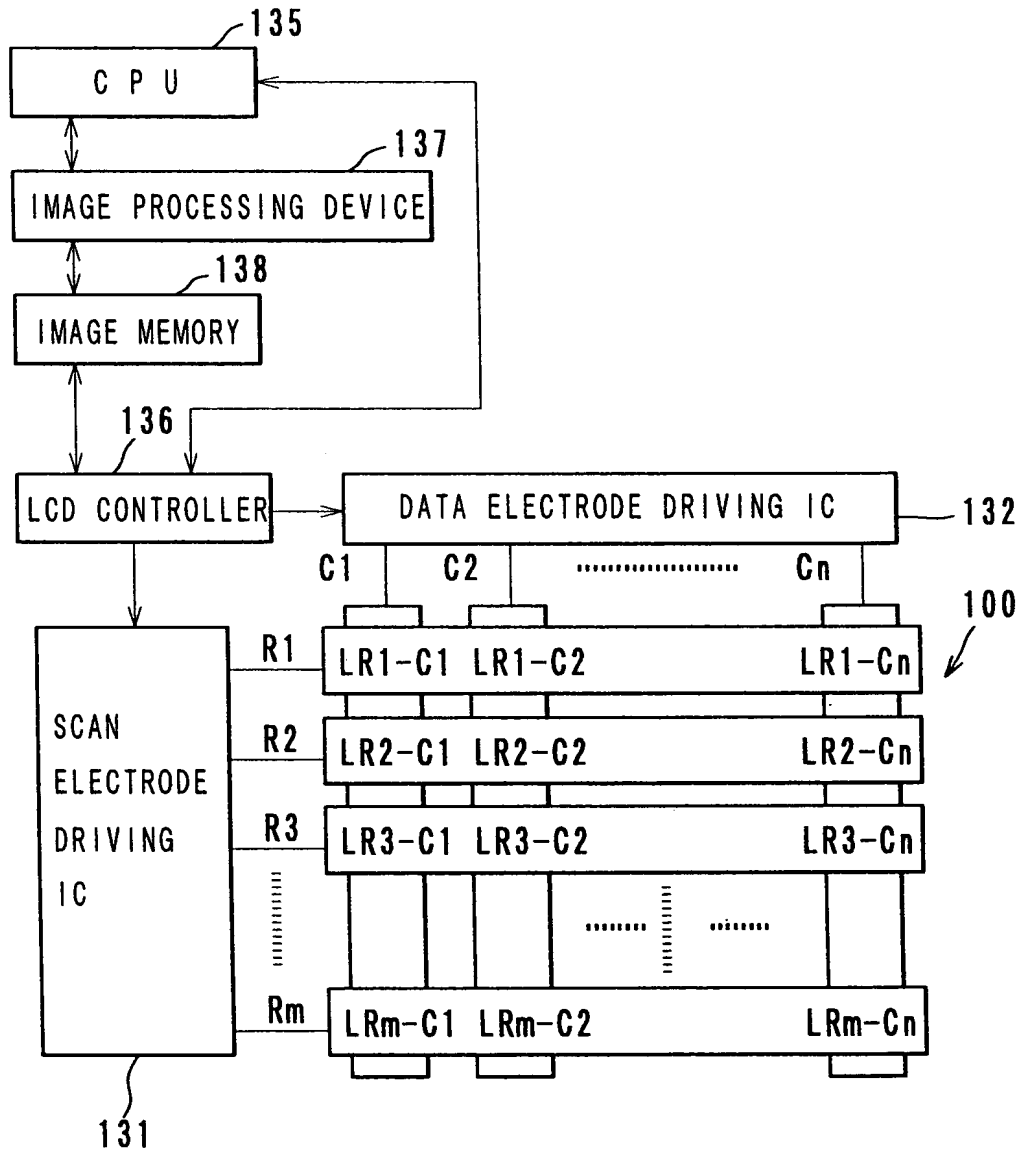 135
CPU
137
IMAGE PROCESSING DEVICE
138
IMAGE MEMORY
136
LCD CONTROLLER
DATA ELECTRODE DRIVING IC
132
C1 C2 Cn
100
R1
LR1-C1 LR1-C2 LR1-Cn
SCAN
ELECTRODE
DRIVING
IC
R2
LR2-C1 LR2-C2 LR2-Cn
R3
LR3-C1 LR3-C2 LR3-Cn
Rm
LRm-C1 LRm-C2 LRm-Cn
131